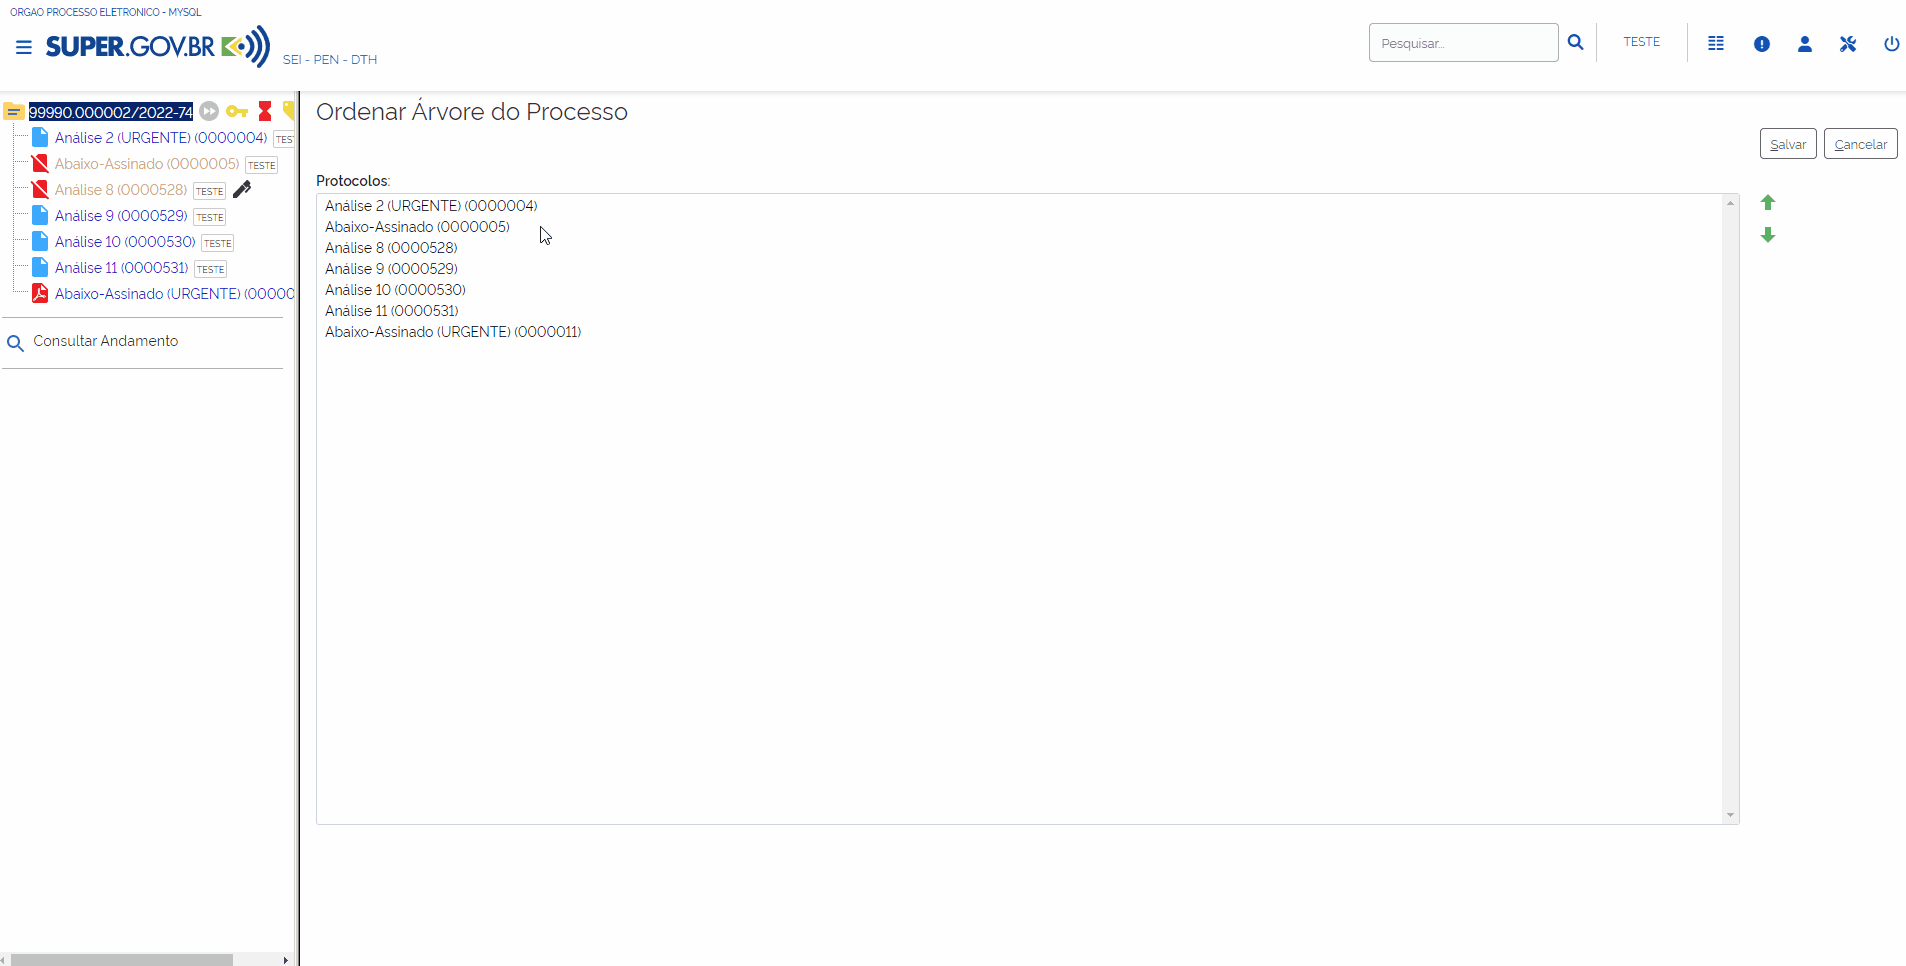 ORGAO PROCESSO ELETRONICO - MYSQL
SUPER.GOV.BR
SEI - PEN - DTH
Pesquisar...
TESTE
99990.000002/2022-74
Análise 2 (URGENTE) (0000004) TEST
Abaixo-Assinado (0000005) TESTE
Análise 8 (0000528) TESTE
Análise 9 (0000529) TESTE
Análise 10 (0000530) TESTE
Análise 11 (0000531) TESTE
Abaixo-Assinado (URGENTE) (00000
Consultar Andamento
Ordenar Árvore do Processo
Salvar
Cancelar
Protocolos:
Análise 2 (URGENTE) (0000004)
Abaixo-Assinado (0000005)
Análise 8 (0000528)
Análise 9 (0000529)
Análise 10 (0000530)
Análise 11 (0000531)
Abaixo-Assinado (URGENTE) (0000011)